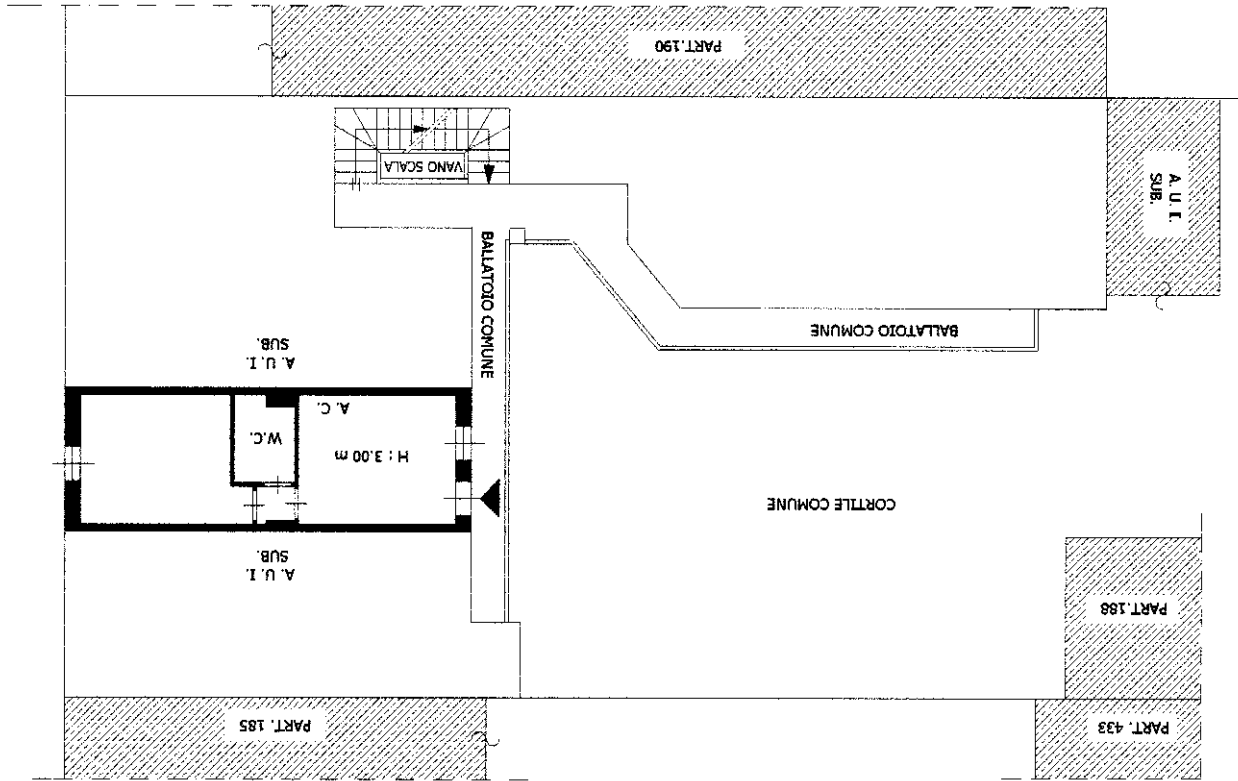 PART. 433
PART. 185
PART.188
A. U. I.
SUB.
CORTILE COMUNE
H : 3.00 m
W.C.
A. C.
A. U. I.
SUB.
BALLATOIO COMUNE
BALLATOIO COMUNE
A. U. I.
SUB.
VANO SCALA
PART.190